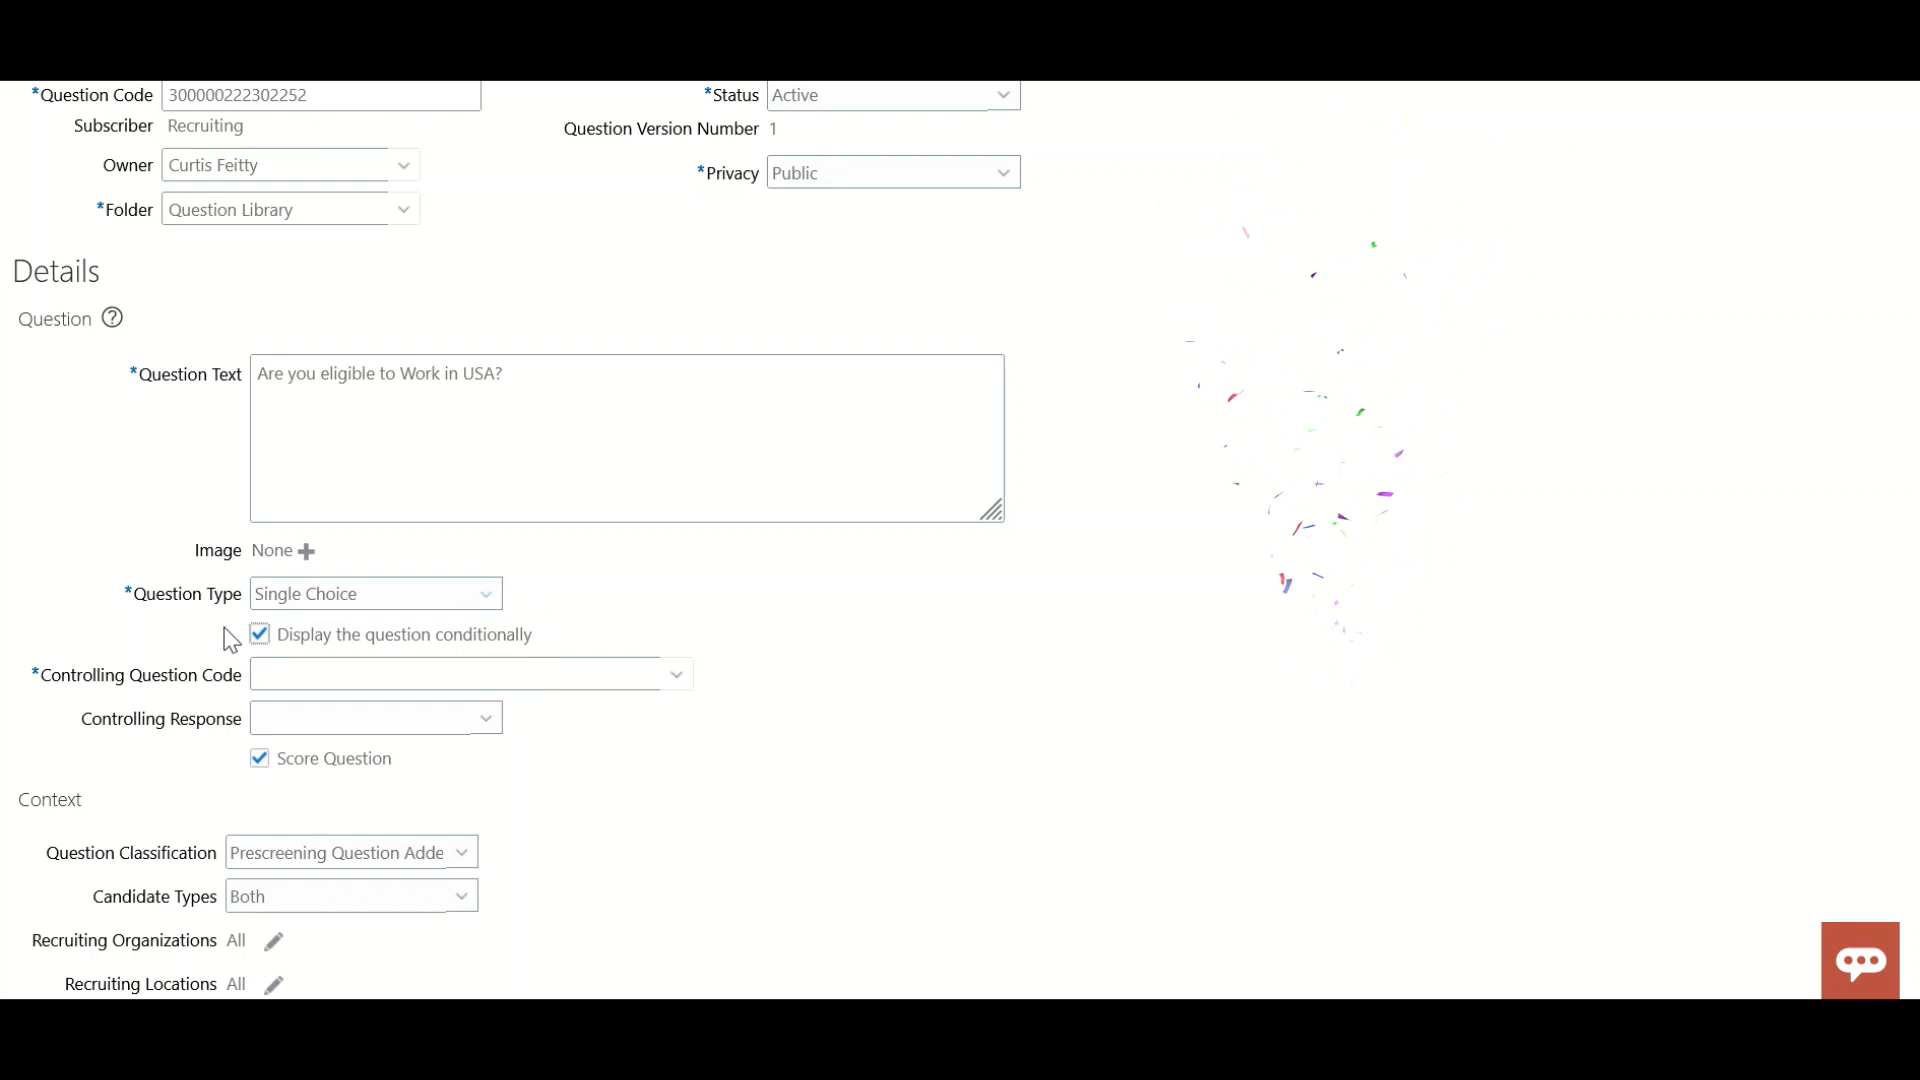 *Question Code 300000222302252
*Status Active
Subscriber Recruiting
Question Version Number 1
Owner Curtis Feitty
*Privacy Public
*Folder Question Library
Details
Question ?
*Question Text Are you eligible to Work in USA?
Image None
*Question Type Single Choice
Display the question conditionally
*Controlling Question Code
Controlling Response
Score Question
Context
Question Classification Prescreening Question Adde
Candidate Types Both
Recruiting Organizations All
Recruiting Locations All